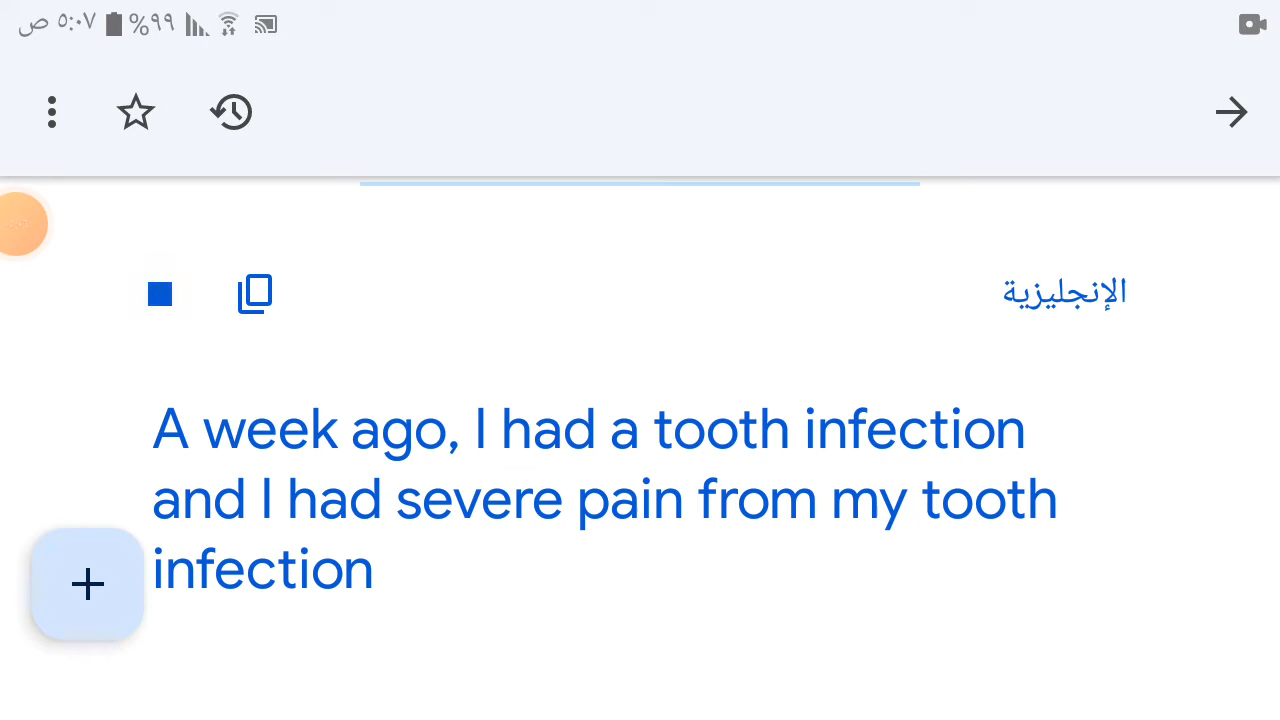 ص ٥:٠٧ %٩٩
الإنجليزية
A week ago, I had a tooth infection
and I had severe pain from my tooth
infection